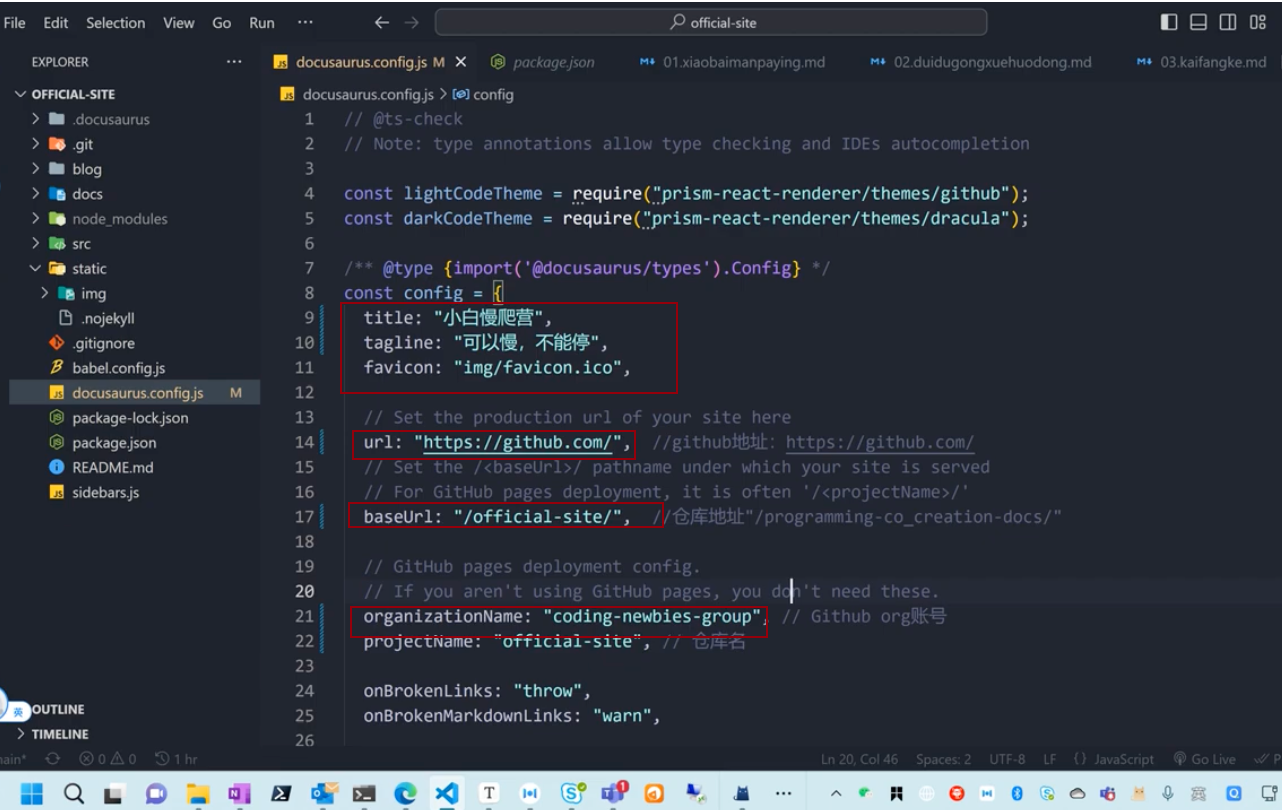 File Edit Selection View Go Run ··· ← → official-site
EXPLORER ···
docusaurus.config.js M × package.json 01.xiaobaimanpaying.md 02.duidugongxuehuodong.md 03.kaifangke.md
OFFICIAL-SITE
.docusaurus
.git
blog
docs
node_modules
src
static
img
.nojekyll
.gitignore
babel.config.js
docusaurus.config.js M
package-lock.json
package.json
README.md
sidebars.js
OUTLINE
TIMELINE
docusaurus.config.js > config
1 // @ts-check
2 // Note: type annotations allow type checking and IDEs autocompletion
3
4 const lightCodeTheme = require("prism-react-renderer/themes/github");
5 const darkCodeTheme = require("prism-react-renderer/themes/dracula");
6
7 /** @type {import('@docusaurus/types').Config} */
8 const config = {
9 title: "小白慢爬营",
10 tagline: "可以慢，不能停",
11 favicon: "img/favicon.ico",
12
13 // Set the production url of your site here
14 url: "https://github.com/", //github地址：https://github.com/
15 // Set the /<baseUrl>/ pathname under which your site is served
16 // For GitHub pages deployment, it is often '/<projectName>/'
17 baseUrl: "/official-site/", //仓库地址"/programming-co_creation-docs/"
18
19 // GitHub pages deployment config.
20 // If you aren't using GitHub pages, you don't need these.
21 organizationName: "coding-newbies-group", // Github org账号
22 projectName: "official-site", // 仓库名
23
24 onBrokenLinks: "throw",
25 onBrokenMarkdownLinks: "warn",
26
英
main* 0 0 1 hr Ln 20, Col 46 Spaces: 2 UTF-8 LF {} JavaScript Go Live